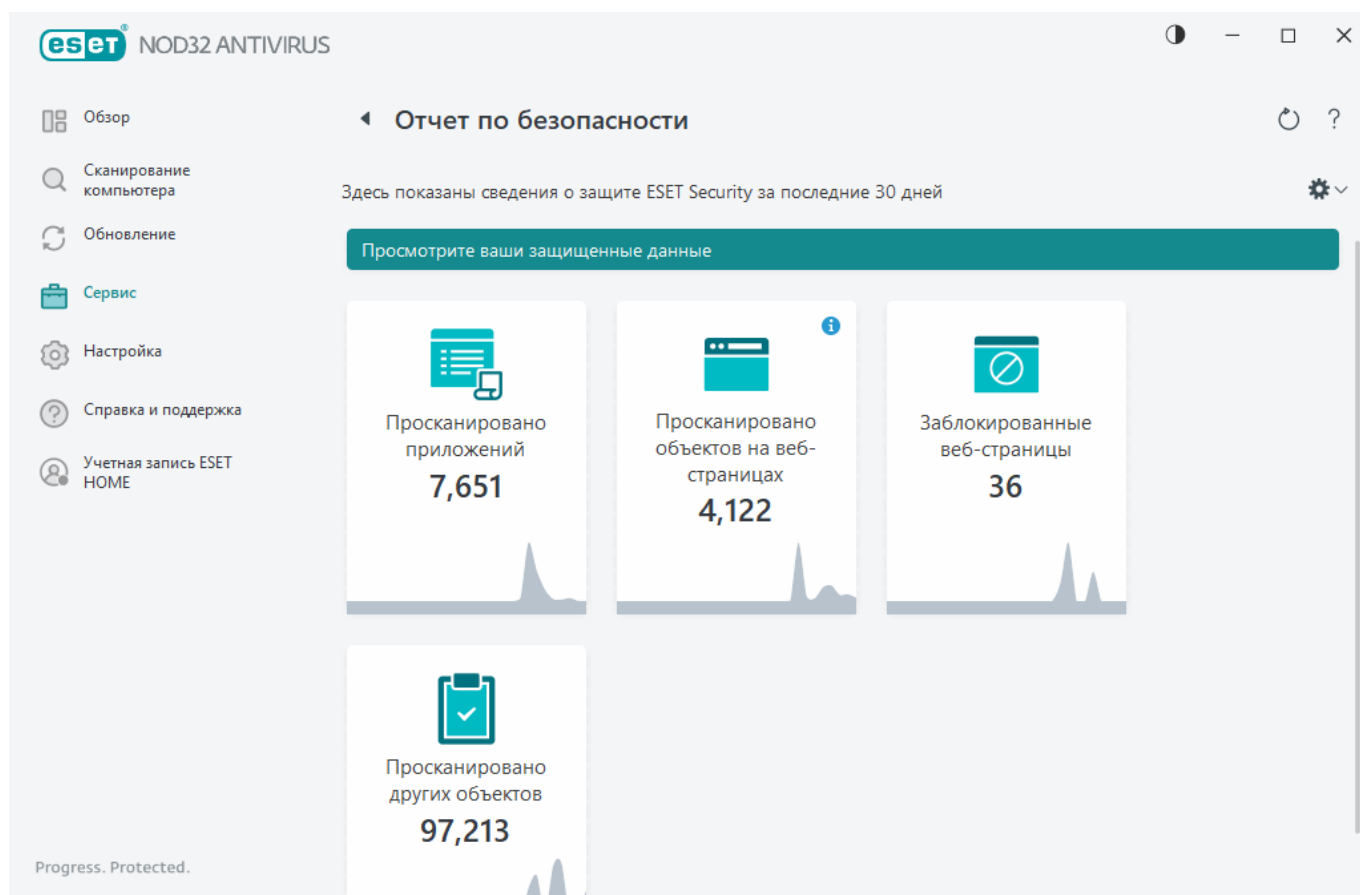 eset® NOD32 ANTIVIRUS
Обзор
Сканирование
компьютера
Обновление
Сервис
Настройка
Справка и поддержка
Учетная запись ESET
HOME
Progress. Protected.
Отчет по безопасности
?
Здесь показаны сведения о защите ESET Security за последние 30 дней
Просмотрите ваши защищенные данные
Просканировано
приложений
7,651
Просканировано
объектов на веб-
страницах
4,122
Заблокированные
веб-страницы
36
Просканировано
других объектов
97,213